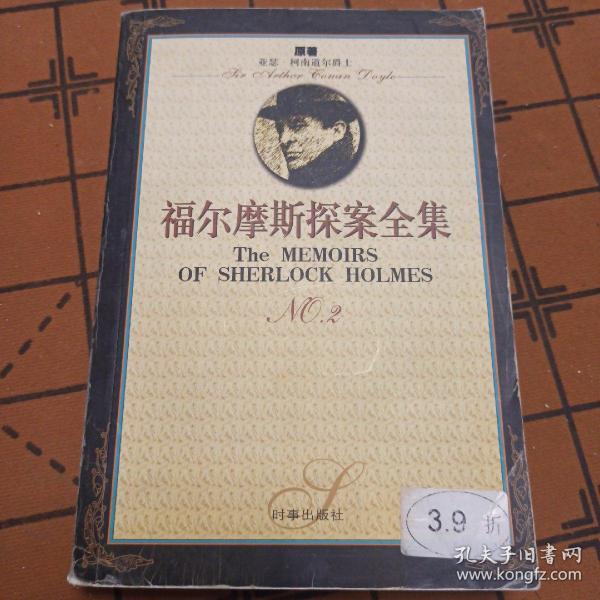 原著
亚瑟 柯南道尔爵士
Sir Arthur Conan Doyle
福尔摩斯探案全集
The MEMOIRS
OF SHERLOCK HOLMES
NO.2
S
时事出版社
3.9 折
孔夫子旧书网
www.kongfz.com